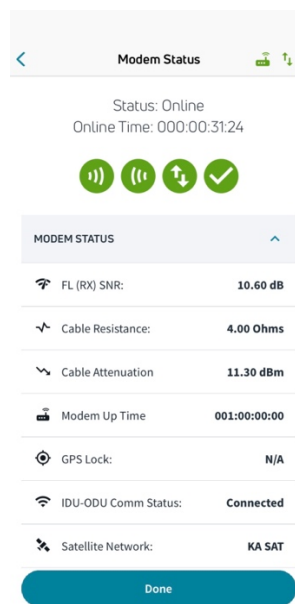 Modem Status
Status: Online
Online Time: 000:00:31:24
MODEM STATUS
FL (RX) SNR: 10.60 dB
Cable Resistance: 4.00 Ohms
Cable Attenuation 11.30 dBm
Modem Up Time 001:00:00:00
GPS Lock: N/A
IDU-ODU Comm Status: Connected
Satellite Network: KA SAT
Done